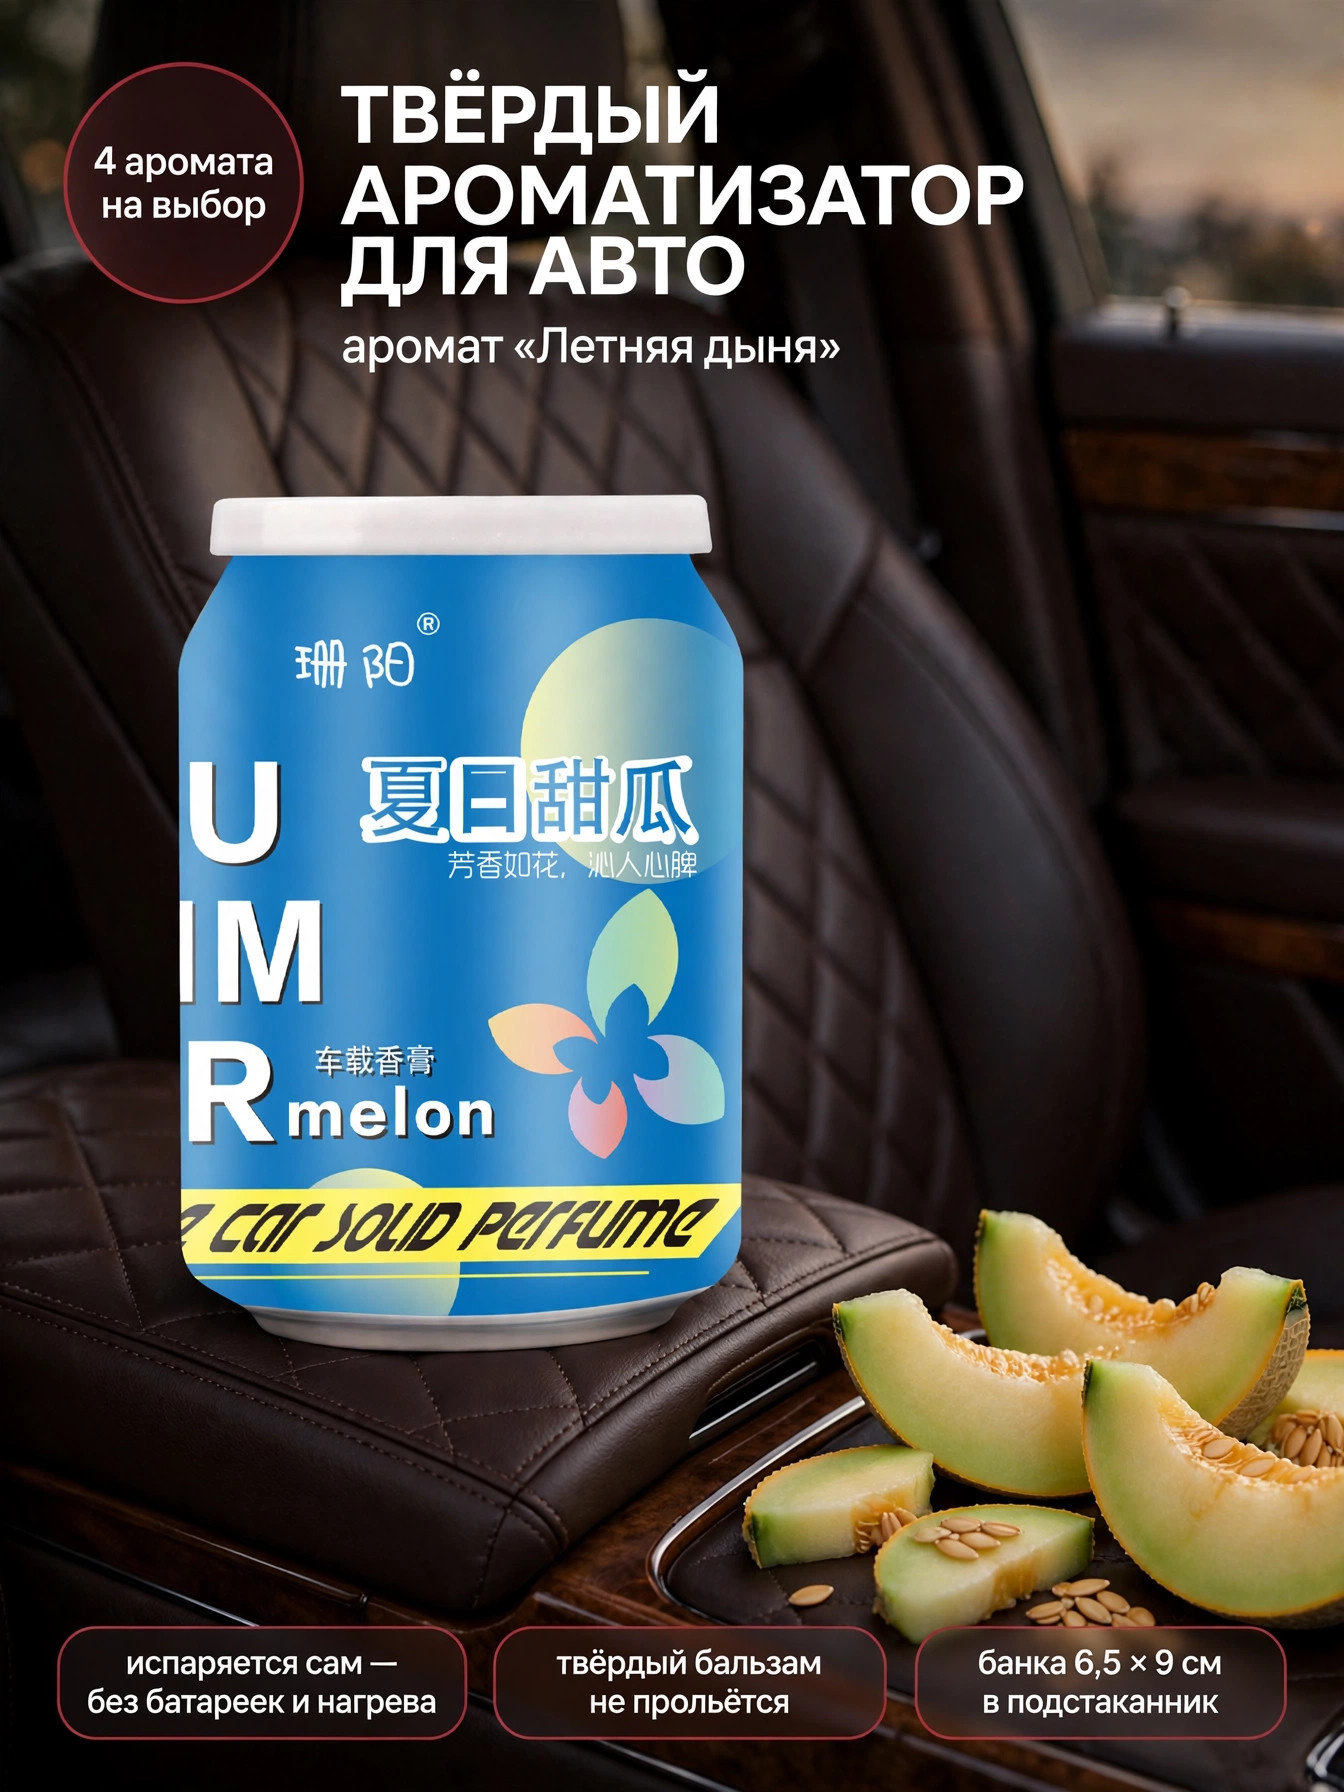 4 аромата
на выбор
ТВЁРДЫЙ
АРОМАТИЗАТОР
ДЛЯ АВТО
аромат «Летняя дыня»
珊阳®
U
夏日甜瓜
芳香如花，沁人心脾
M
车载香膏
R melon
car solid perfume
испаряется сам —
без батареек и нагрева
твёрдый бальзам
не прольётся
банка 6,5 × 9 см
в подстаканник